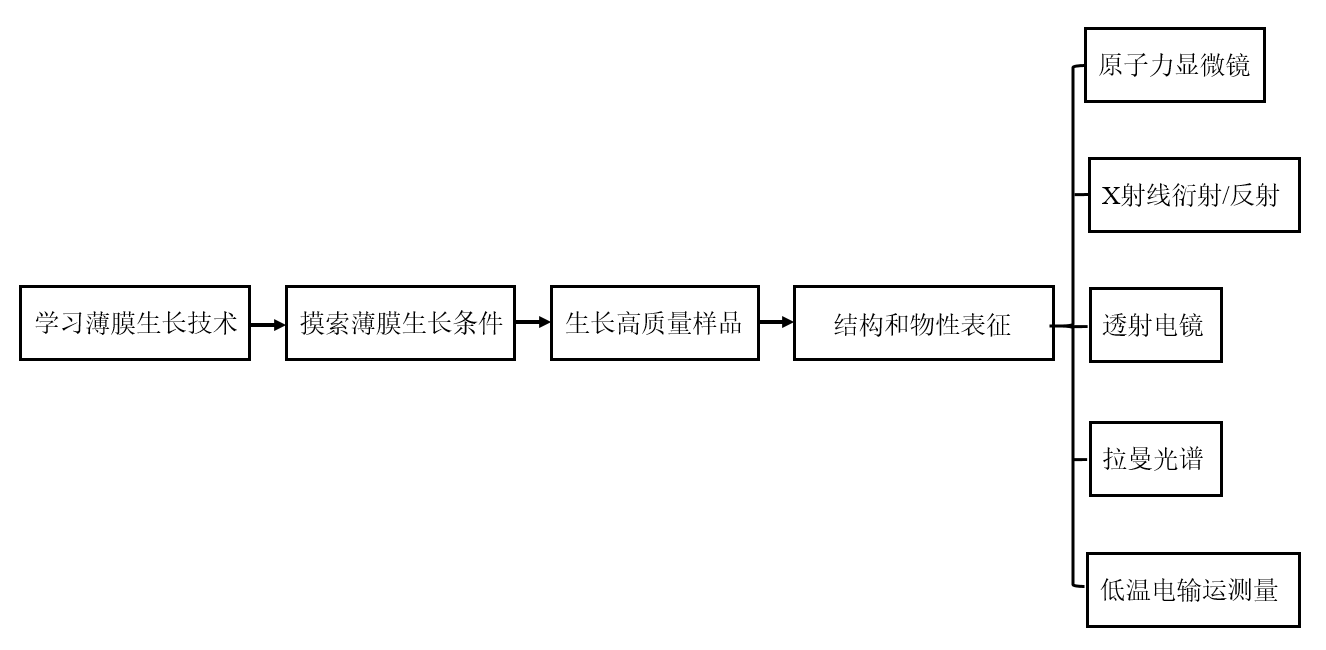 学习薄膜生长技术
摸索薄膜生长条件
生长高质量样品
结构和物性表征
原子力显微镜
X射线衍射/反射
透射电镜
拉曼光谱
低温电输运测量